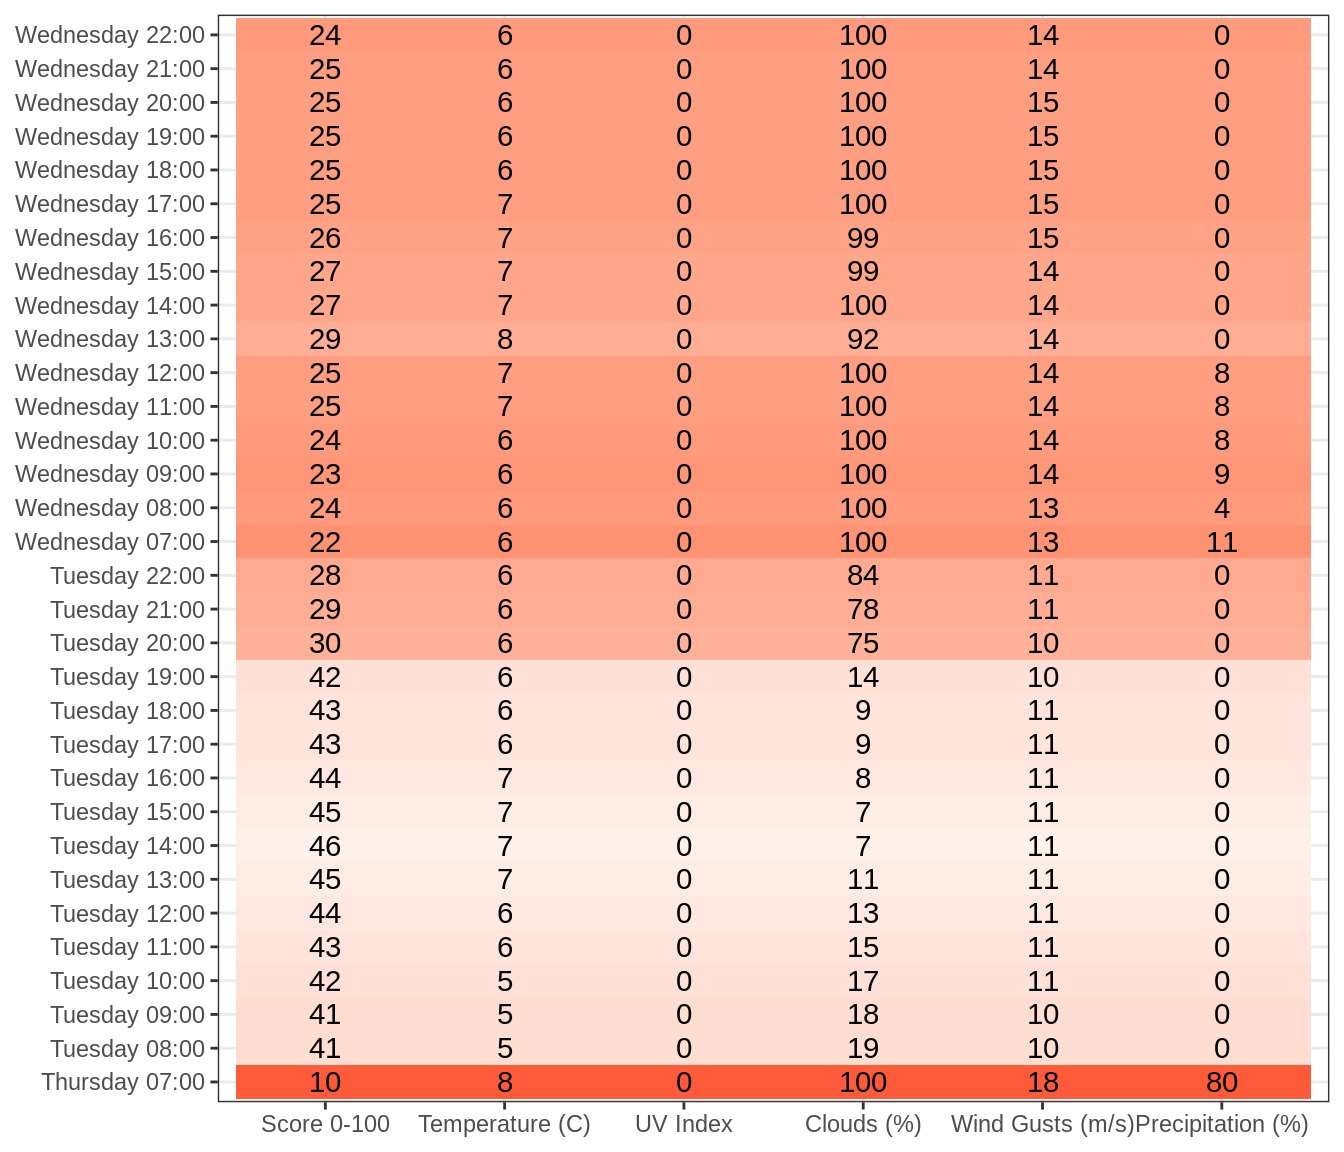 Wednesday 22:00 24 6 0 100 14 0
Wednesday 21:00 25 6 0 100 14 0
Wednesday 20:00 25 6 0 100 15 0
Wednesday 19:00 25 6 0 100 15 0
Wednesday 18:00 25 6 0 100 15 0
Wednesday 17:00 25 7 0 100 15 0
Wednesday 16:00 26 7 0 99 15 0
Wednesday 15:00 27 7 0 99 14 0
Wednesday 14:00 27 7 0 100 14 0
Wednesday 13:00 29 8 0 92 14 0
Wednesday 12:00 25 7 0 100 14 8
Wednesday 11:00 25 7 0 100 14 8
Wednesday 10:00 24 6 0 100 14 8
Wednesday 09:00 23 6 0 100 14 9
Wednesday 08:00 24 6 0 100 13 4
Wednesday 07:00 22 6 0 100 13 11
Tuesday 22:00 28 6 0 84 11 0
Tuesday 21:00 29 6 0 78 11 0
Tuesday 20:00 30 6 0 75 10 0
Tuesday 19:00 42 6 0 14 10 0
Tuesday 18:00 43 6 0 9 11 0
Tuesday 17:00 43 6 0 9 11 0
Tuesday 16:00 44 7 0 8 11 0
Tuesday 15:00 45 7 0 7 11 0
Tuesday 14:00 46 7 0 7 11 0
Tuesday 13:00 45 7 0 11 11 0
Tuesday 12:00 44 6 0 13 11 0
Tuesday 11:00 43 6 0 15 11 0
Tuesday 10:00 42 5 0 17 11 0
Tuesday 09:00 41 5 0 18 10 0
Tuesday 08:00 41 5 0 19 10 0
Thursday 07:00 10 8 0 100 18 80
Score 0-100 Temperature (C) UV Index Clouds (%) Wind Gusts (m/s) Precipitation (%)